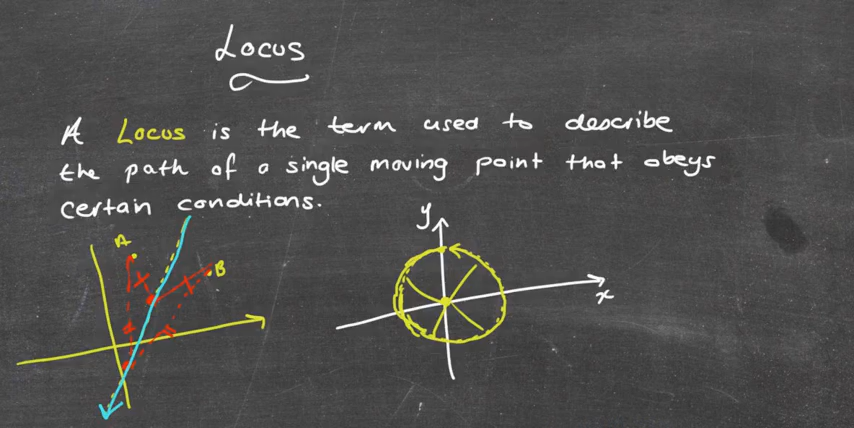 Locus
A Locus is the term used to describe
the path of a single moving point that obeys
certain conditions.
A
B
y
x